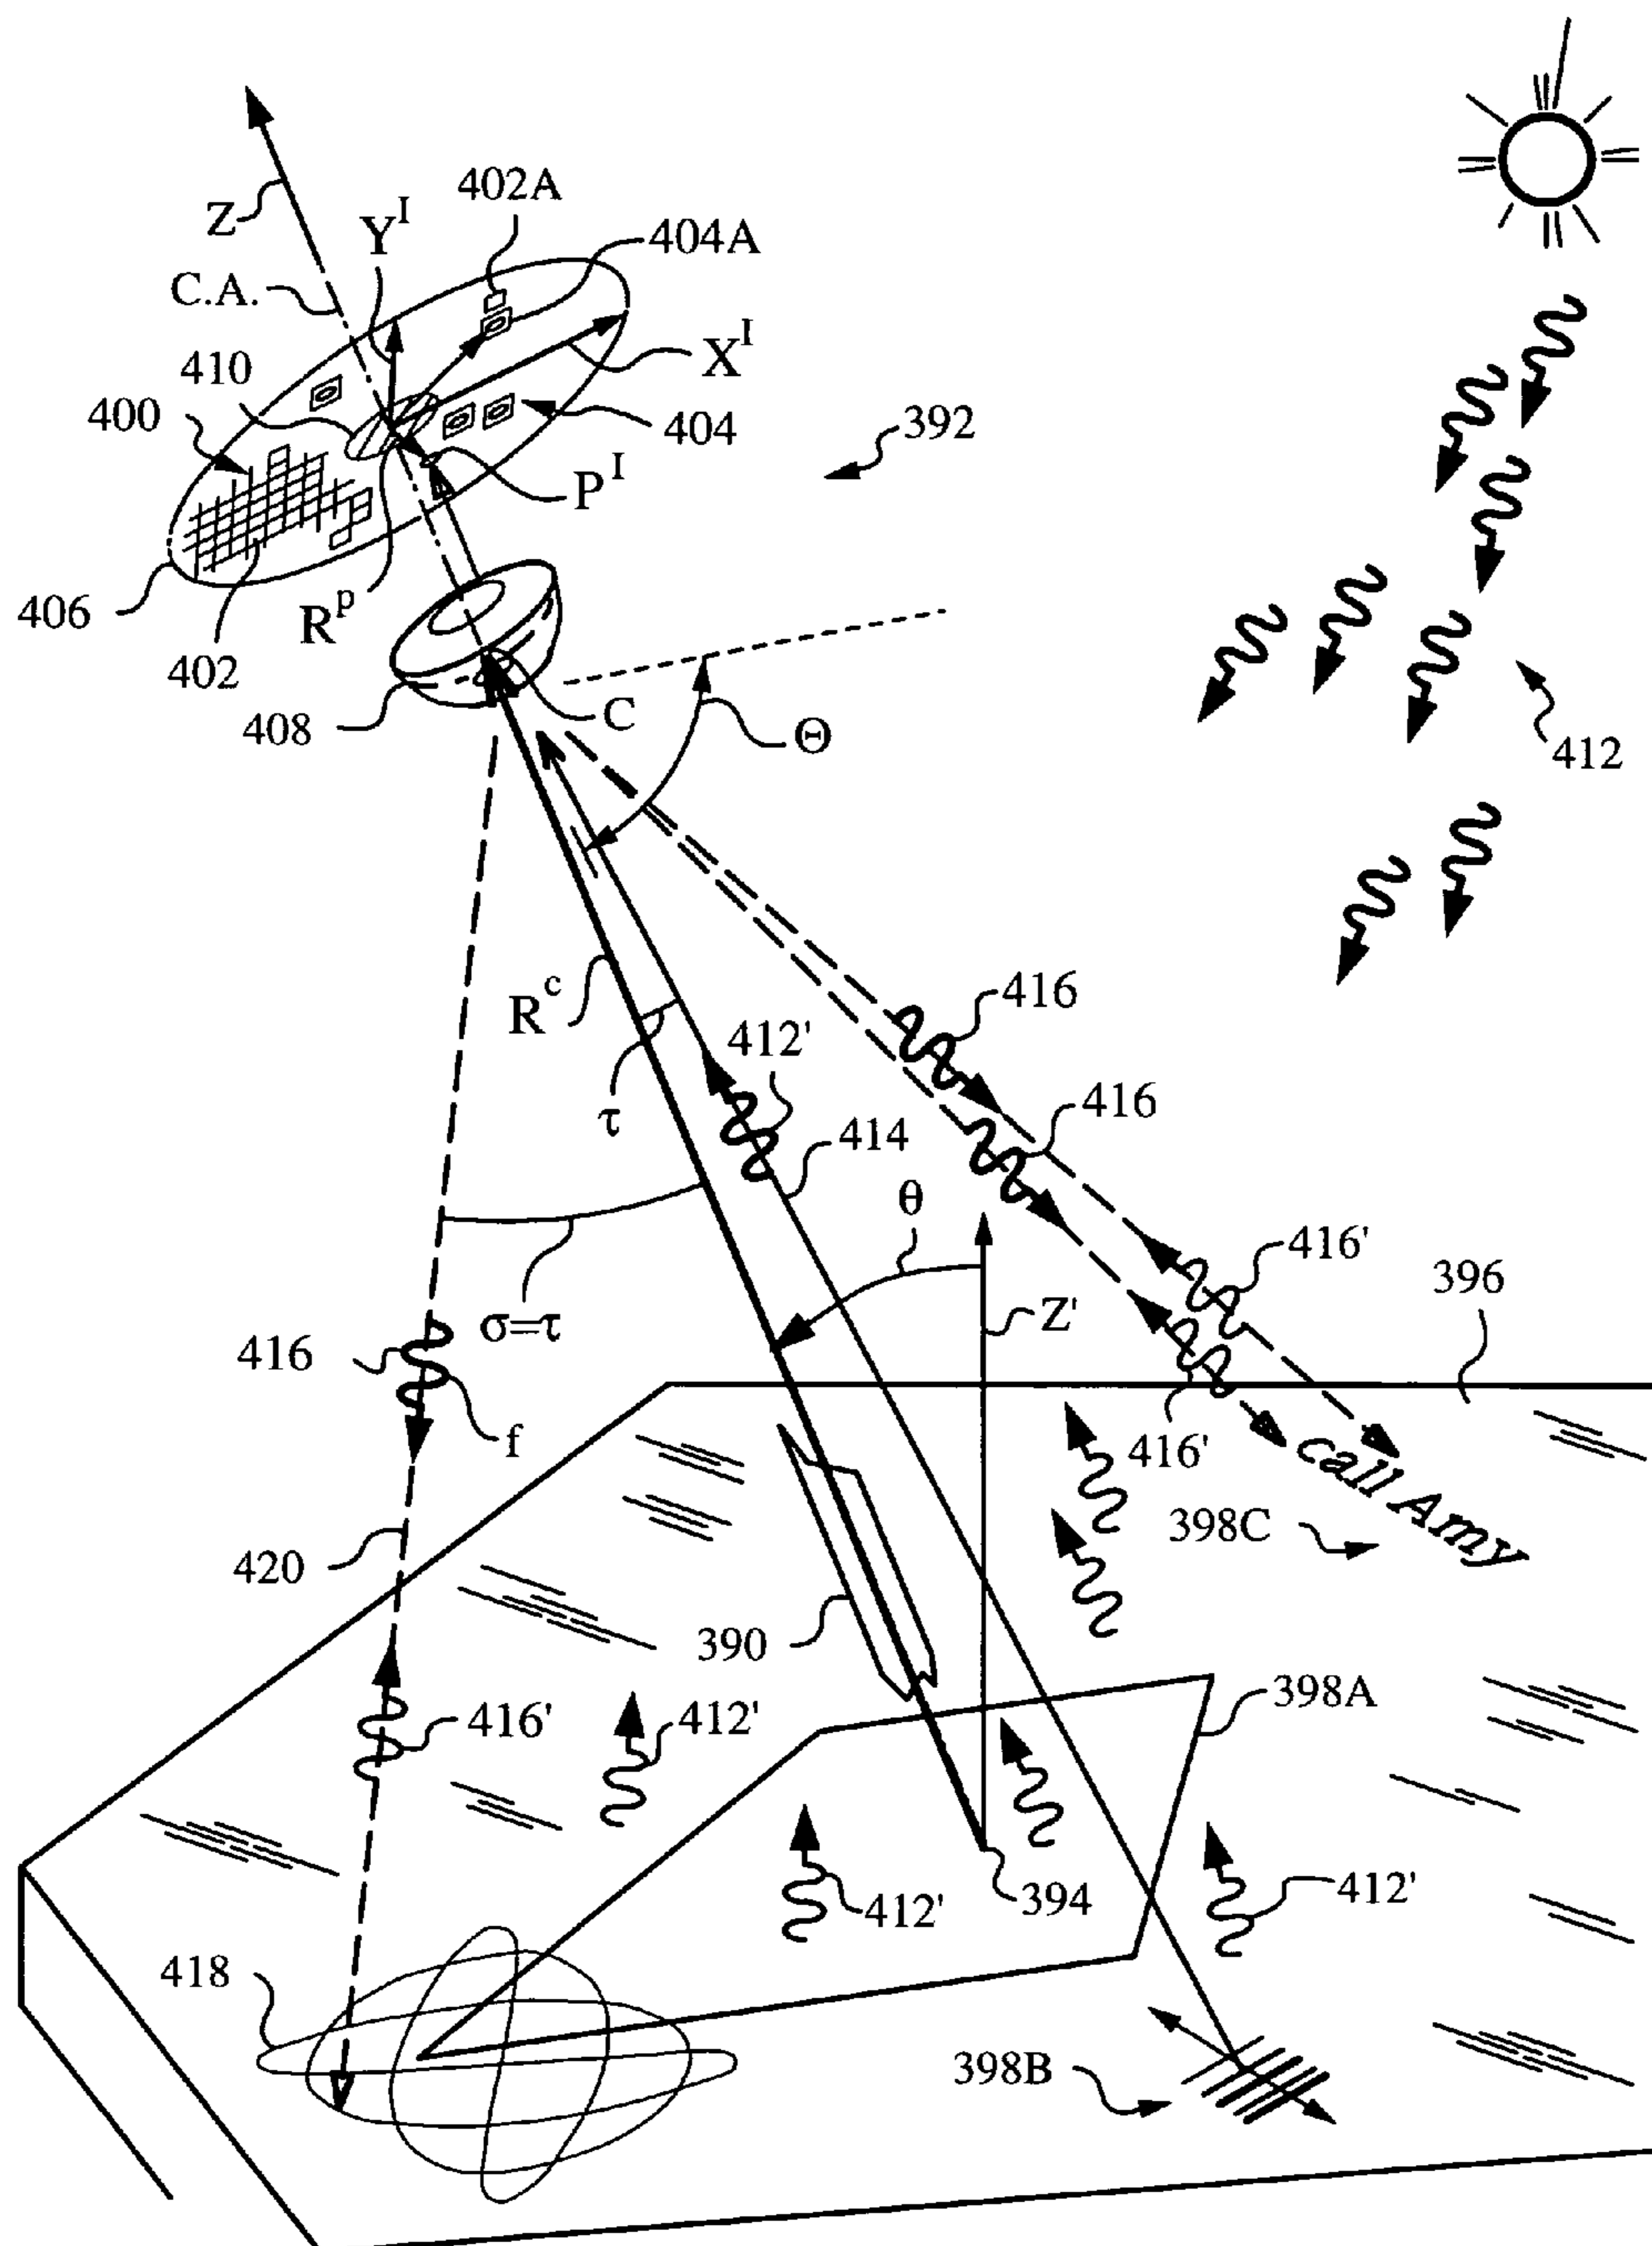 402A
Z
Y^I
404A
C.A.
X^I
410
400
404
392
P^I
406
R^p
402
C
408
Θ
412
416
R^c
412'
416
τ
414
θ
416'
396
Z'
σ=τ
416
f
416'
call Amy
398C
420
390
398A
416'
412'
394
412'
412'
418
398B